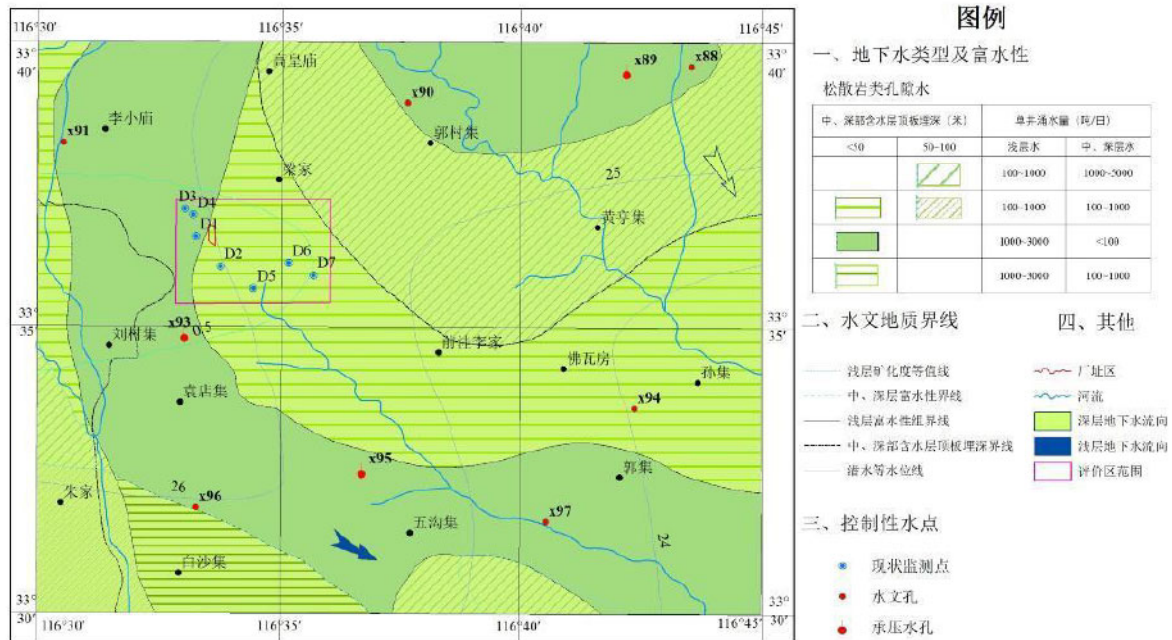 116°30′ 116°35′ 116°40′ 116°45′
33° 40′
33° 40′
高皇庙
x89
x88
x90
李小庙
x91
郭村集
梁家
25
D3
D4
D1
黄亭集
D2
D6
D7
D5
33° 35′
33° 35′
x93
0.5
刘村集
前汪李家
佛瓦房
孙集
袁店集
x94
x95
郭集
朱家
26
x96
x97
五沟集
24
白沙集
33° 30′
33° 30′
116°30′ 116°35′ 116°40′ 116°45′
图例
一、地下水类型及富水性
松散岩类孔隙水
中、深部含水层顶板埋深（米） 单井涌水量（吨/日）
<50 50-100 浅层水 中、深层水
100~1000 1000~3000
100~1000 100~1000
1000~3000 <100
1000~3000 100~1000
二、水文地质界线
浅层矿化度等值线
中、深层富水性界线
浅层富水性组界线
中、深部含水层顶板埋深界线
潜水等水位线
四、其他
厂址区
河流
深层地下水流向
浅层地下水流向
评价区范围
三、控制性水点
现状监测点
水文孔
承压水孔